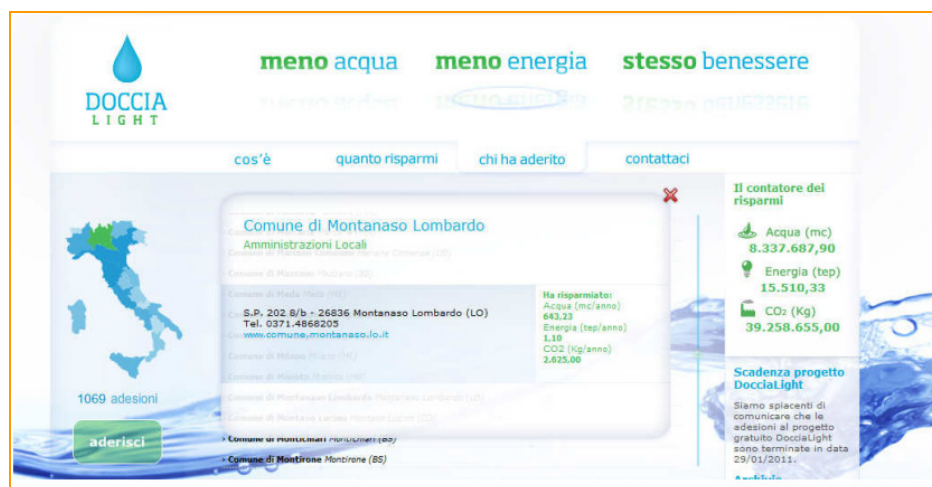 DOCCIA
LIGHT
meno acqua meno energia stesso benessere
cos'è quanto risparmi chi ha aderito contattaci
1069 adesioni
aderisci
Comune di Montanaso Lombardo
Amministrazioni Locali
S.P. 202 8/b - 26836 Montanaso Lombardo (LO)
Tel. 0371.4868205
www.comune.montanaso.lo.it
Ha risparmiato:
Acqua (mc/anno)
643,23
Energia (tep/anno)
1,10
CO2 (Kg/anno)
2.625,00
› Comune di Meda
› Comune di Montichiari Montichiari (BS)
› Comune di Montirone Montirone (BS)
Il contatore dei
risparmi
Acqua (mc)
8.337.687,90
Energia (tep)
15.510,33
CO2 (Kg)
39.258.655,00
Scadenza progetto
DocciaLight
Siamo spiacenti di
comunicare che le
adesioni al progetto
gratuito DocciaLight
sono terminate in data
29/01/2011.
Archivio